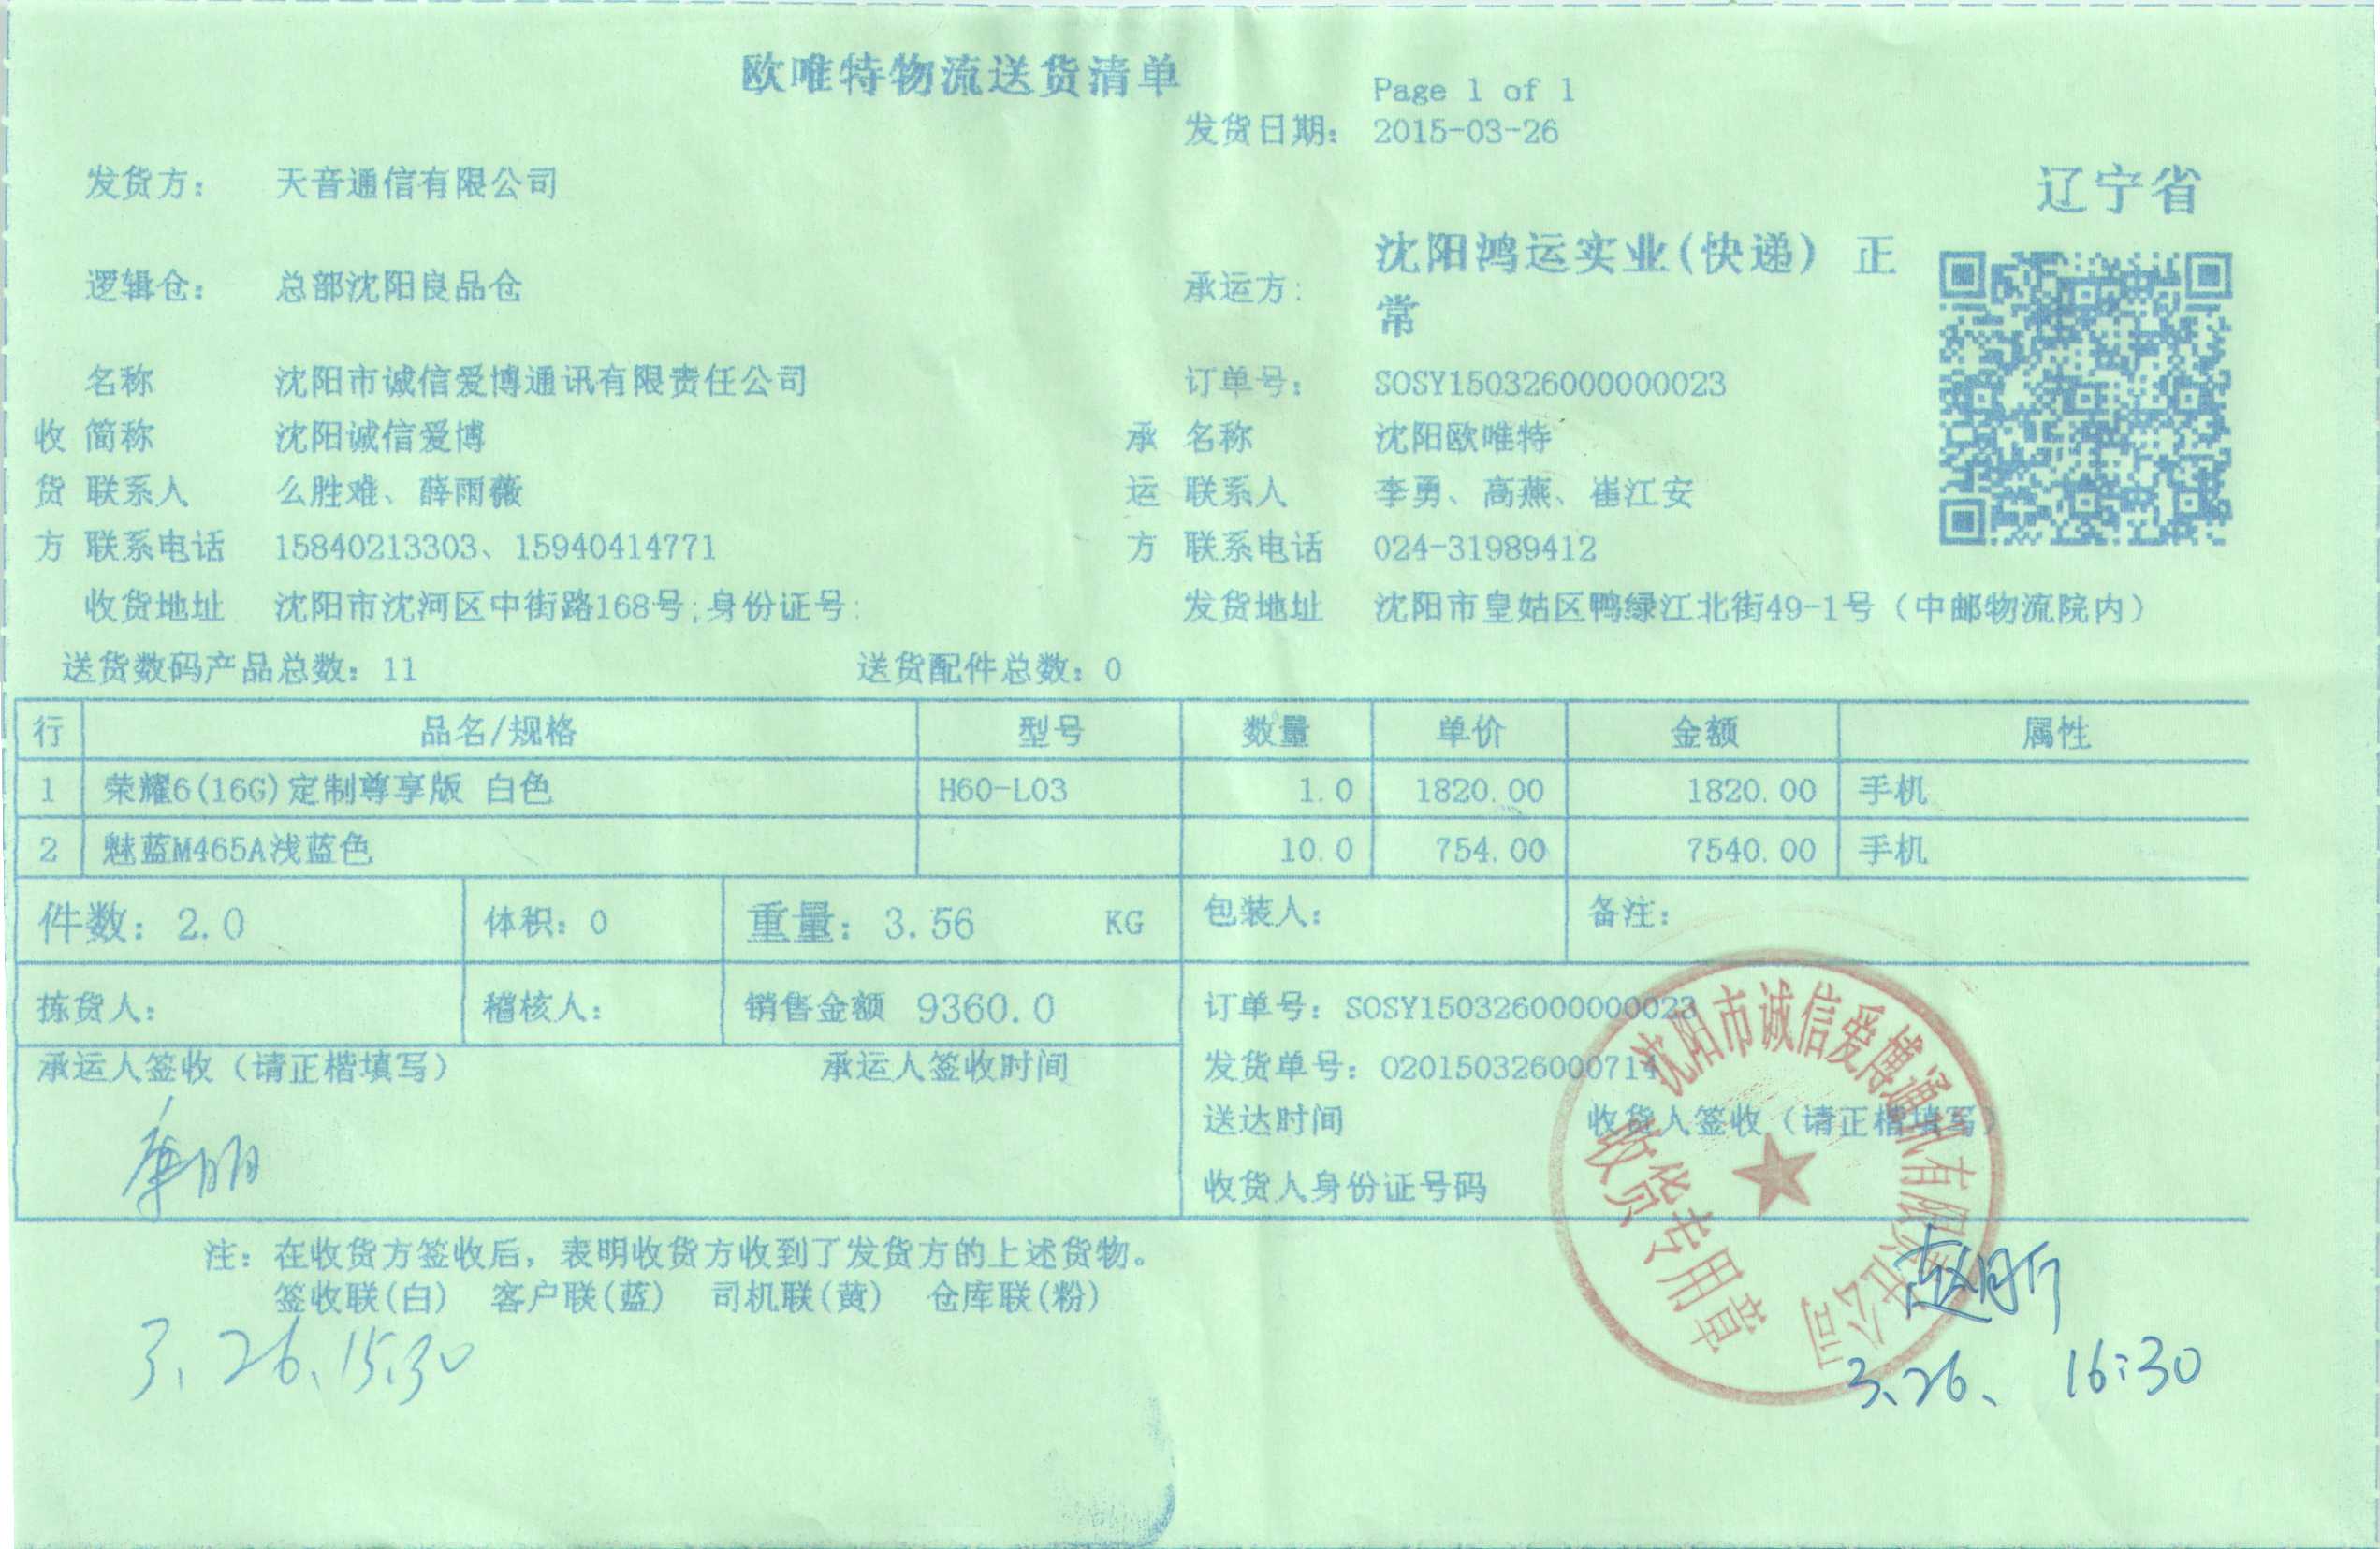 欧唯特物流送货清单
Page 1 of 1
发货日期： 2015-03-26
发货方： 天音通信有限公司
辽宁省
逻辑仓： 总部沈阳良品仓
承运方： 沈阳鸿运实业(快递) 正常
名称 沈阳市诚信爱博通讯有限责任公司 订单号： SOSY150326000000023
收 简称 沈阳诚信爱博 承 名称 沈阳欧唯特
货 联系人 么胜难、薛雨薇 运 联系人 李勇、高燕、崔江安
方 联系电话 15840213303、15940414771 方 联系电话 024-31989412
收货地址 沈阳市沈河区中街路168号;身份证号: 发货地址 沈阳市皇姑区鸭绿江北街49-1号（中邮物流院内）
送货数码产品总数：11 送货配件总数：0
行 品名/规格 型号 数量 单价 金额 属性
1 荣耀6(16G)定制尊享版 白色 H60-L03 1.0 1820.00 1820.00 手机
2 魅蓝M465A浅蓝色 10.0 754.00 7540.00 手机
件数：2.0 体积：0 重量：3.56 KG 包装人： 备注：
拣货人： 稽核人： 销售金额 9360.0 订单号：SOSY150326000000023
承运人签收（请正楷填写） 承运人签收时间 发货单号：020150326000714
送达时间 收货人签收（请正楷填写）
收货人身份证号码
沈阳市诚信爱博通讯有限责任公司
收货专用章
注：在收货方签收后，表明收货方收到了发货方的上述货物。
签收联(白) 客户联(蓝) 司机联(黄) 仓库联(粉)
3.26.15:30
3.26、 16:30